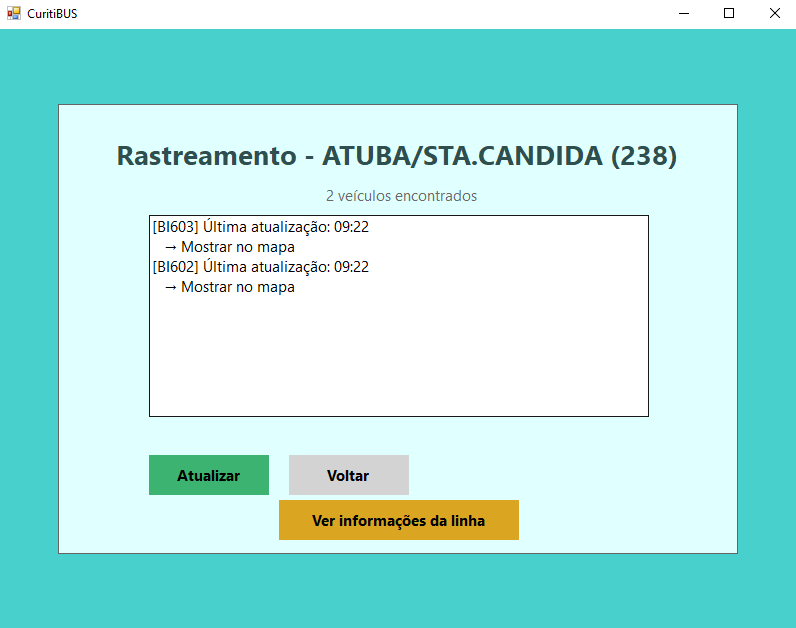 CuritiBUS
Rastreamento - ATUBA/STA.CANDIDA (238)
2 veículos encontrados
[BI603] Última atualização: 09:22
→ Mostrar no mapa
[BI602] Última atualização: 09:22
→ Mostrar no mapa
Atualizar
Voltar
Ver informações da linha